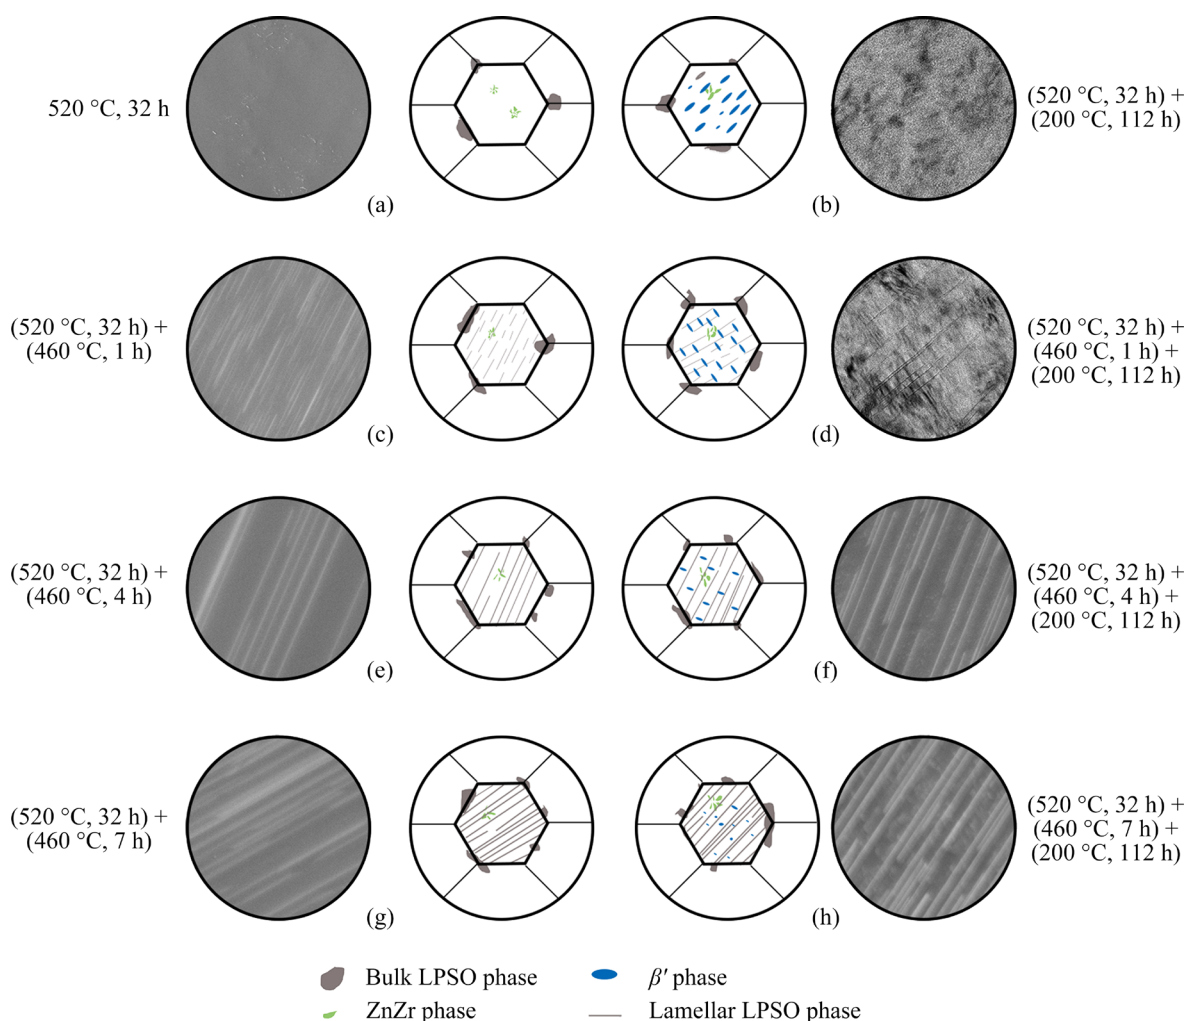 520 °C, 32 h
(520 °C, 32 h) +
(200 °C, 112 h)
(a)
(b)
(520 °C, 32 h) +
(460 °C, 1 h)
(520 °C, 32 h) +
(460 °C, 1 h) +
(200 °C, 112 h)
(c)
(d)
(520 °C, 32 h) +
(460 °C, 4 h)
(520 °C, 32 h) +
(460 °C, 4 h) +
(200 °C, 112 h)
(e)
(f)
(520 °C, 32 h) +
(460 °C, 7 h)
(520 °C, 32 h) +
(460 °C, 7 h) +
(200 °C, 112 h)
(g)
(h)
Bulk LPSO phase
β′ phase
ZnZr phase
Lamellar LPSO phase